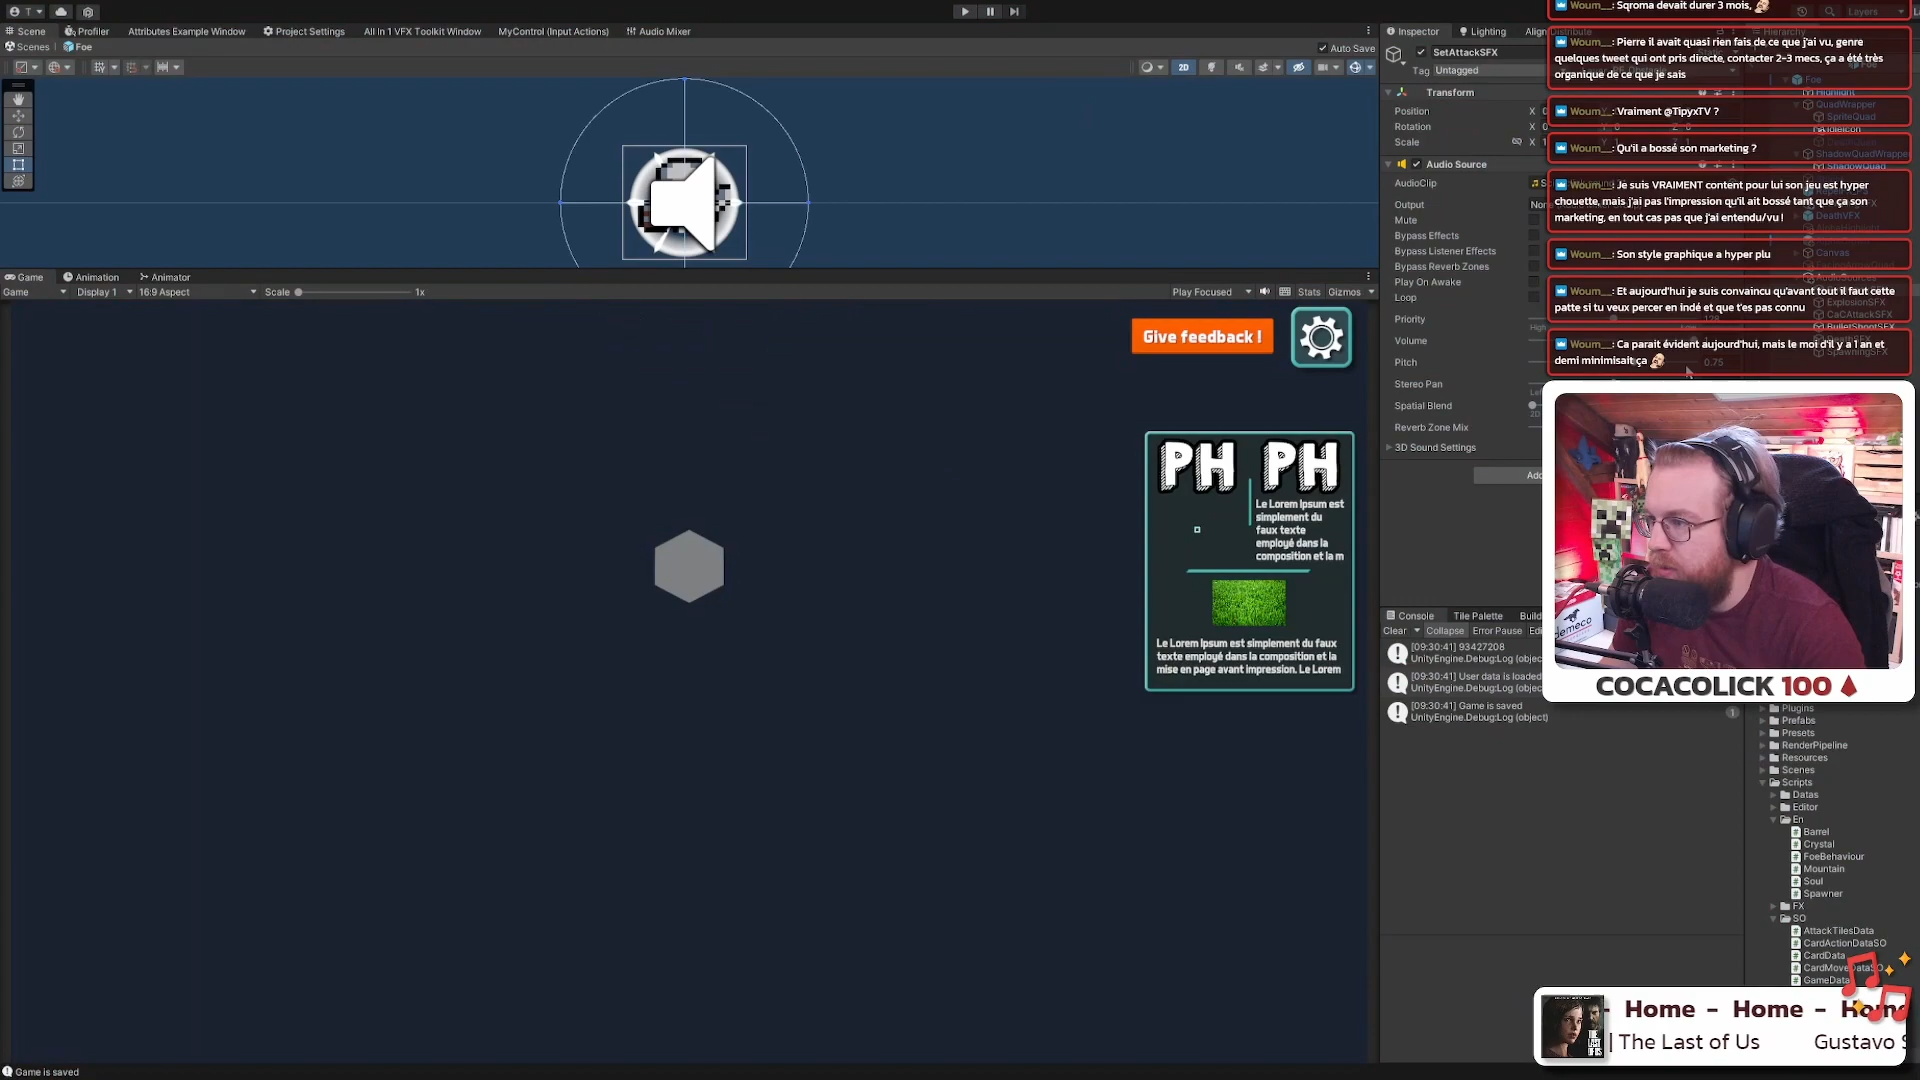 T
Scene
Profiler
Attributes Example Window
Project Settings
All In 1 VFX Toolkit Window
MyControl (Input Actions)
Audio Mixer
Scenes
Foe
Auto Save
2D
Game
Animation
Animator
Game
Display 1
16:9 Aspect
Scale
1x
Play Focused
Stats
Gizmos
Give feedback !
PH PH
Le Lorem Ipsum est
simplement du
faux texte
employé dans la
composition et la m
Le Lorem Ipsum est simplement du faux
texte employé dans la composition et la
mise en page avant impression. Le Lorem
Inspector
Lighting
SetAttackSFX
Tag
Untagged
Transform
Position
X
Rotation
X
Scale
X
Audio Source
AudioClip
Output
Mute
Bypass Effects
Bypass Listener Effects
Bypass Reverb Zones
Play On Awake
Loop
Priority
Volume
Pitch
0.75
Stereo Pan
Spatial Blend
Reverb Zone Mix
3D Sound Settings
Layers
Hierarchy
Woum__: Sqroma devait durer 3 mois,
Woum__: Pierre il avait quasi rien fais de ce que j'ai vu, genre
quelques tweet qui ont pris directe, contacter 2-3 mecs, ça a été très
organique de ce que je sais
Woum__: Vraiment @TipyxTV ?
Woum__: Qu'il a bossé son marketing ?
Woum__: Je suis VRAIMENT content pour lui son jeu est hyper
chouette, mais j'ai pas l'impression qu'il ait bossé tant que ça son
marketing, en tout cas pas que j'ai entendu/vu !
Woum__: Son style graphique a hyper plu
Woum__: Et aujourd'hui je suis convaincu qu'avant tout il faut cette
patte si tu veux percer en indé et que t'es pas connu
Woum__: Ca parait évident aujourd'hui, mais le moi d'il y a 1 an et
demi minimisait ça
demeco
COCACOLICK 100
Console
Tile Palette
Clear
Collapse
Error Pause
[09:30:41] 93427208
UnityEngine.Debug:Log (objec
[09:30:41] User data is loaded
UnityEngine.Debug:Log (objec
[09:30:41] Game is saved
UnityEngine.Debug:Log (object)
1
Plugins
Prefabs
Presets
RenderPipeline
Resources
Scenes
Scripts
Datas
Editor
En
Barrel
Crystal
FoeBehaviour
Mountain
Soul
Spawner
FX
SO
AttackTilesData
CardActionDataSO
CardData
CardMoveDataSO
GameData
Home - Home - Home
THE LAST OF US
| The Last of Us
Gustavo S
Game is saved